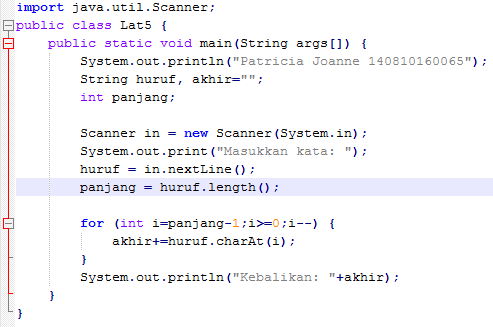 import java.util.Scanner;
public class Lat5 {
    public static void main(String args[]) {
        System.out.println("Patricia Joanne 140810160065");
        String huruf, akhir="";
        int panjang;
        Scanner in = new Scanner(System.in);
        System.out.print("Masukkan kata: ");
        huruf = in.nextLine();
        panjang = huruf.length();
        for (int i=panjang-1;i>=0;i--) {
            akhir+=huruf.charAt(i);
        }
        System.out.println("Kebalikan: "+akhir);
    }
}